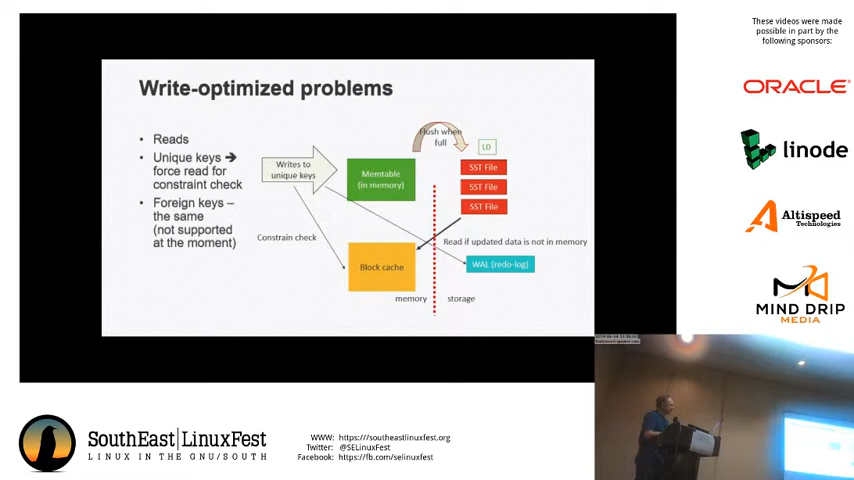 These videos were made
possible in part by the
following sponsors:
ORACLE
linode
Altispeed
Technologies
MIND DRIP
MEDIA
Write-optimized problems
• Reads
• Unique keys → force read for constraint check
• Foreign keys – the same (not supported at the moment)
Writes to
unique keys
Memtable
(in memory)
Flush when
full
L0
SST File
SST File
SST File
Constrain check
Read if updated data is not in memory
Block cache
WAL (redo-log)
memory
storage
SouthEast|LinuxFest
LINUX IN THE GNU/SOUTH
WWW: https:///southeastlinuxfest.org
Twitter: @SELinuxFest
Facebook: https://fb.com/selinuxfest